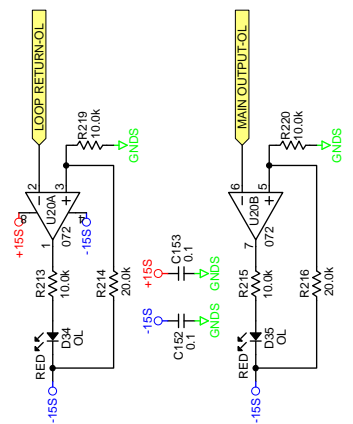 LOOP RETURN-OL
R219
10.0k
GNDS
2
3
8
+15S
U20A
4
-15S
1
072
R213
10.0k
R214
20.0k
RED
D34
OL
-15S
+15S
C153
0.1
GNDS
-15S
C152
0.1
GNDS
MAIN OUTPUT-OL
R220
10.0k
GNDS
6
5
U20B
7
072
R215
10.0k
R216
20.0k
RED
D35
OL
-15S